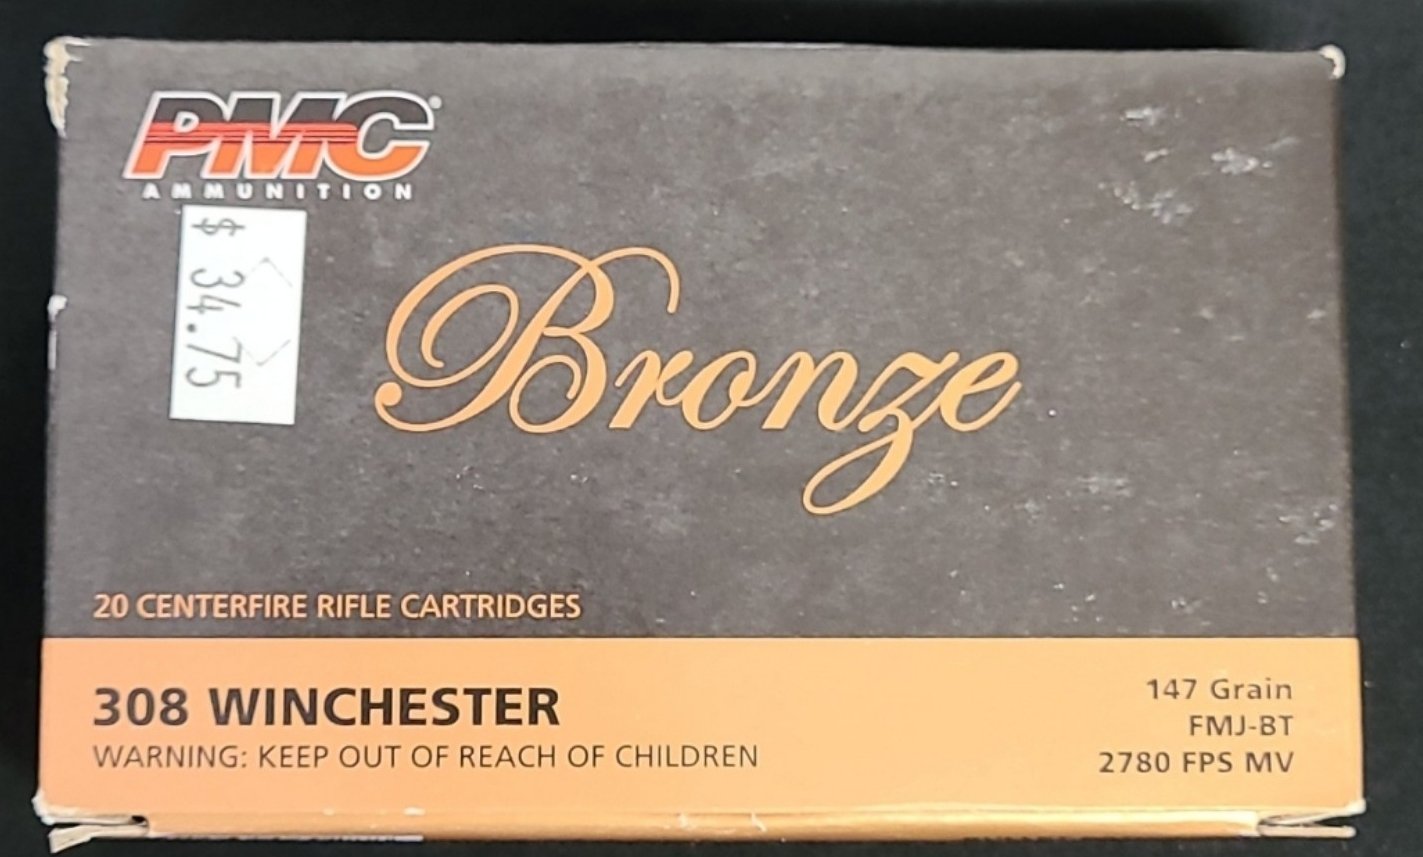 PMC®
AMMUNITION
$ 34.75
Bronze
20 CENTERFIRE RIFLE CARTRIDGES
308 WINCHESTER
WARNING: KEEP OUT OF REACH OF CHILDREN
147 Grain
FMJ-BT
2780 FPS MV